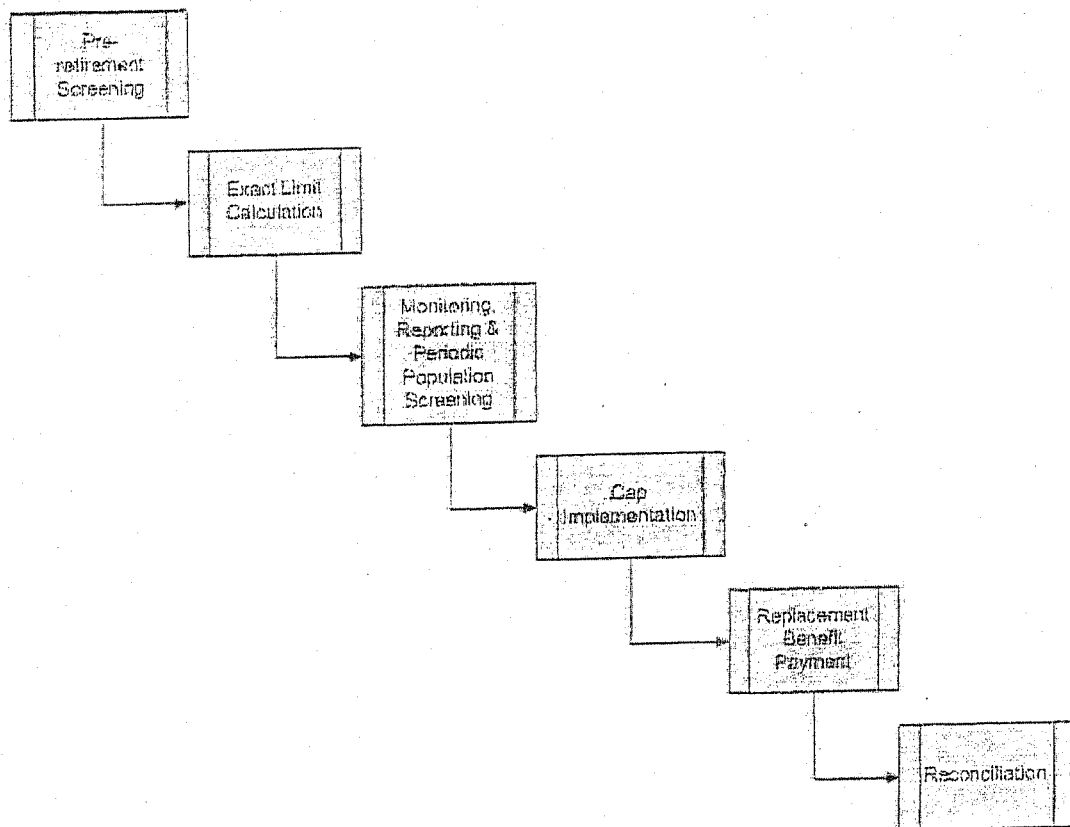 Pre-
retirement
Screening
Exact Limit
Calculation
Monitoring,
Reporting &
Periodic
Population
Screening
Cap
Implementation
Replacement
Benefit
Payment
Reconciliation